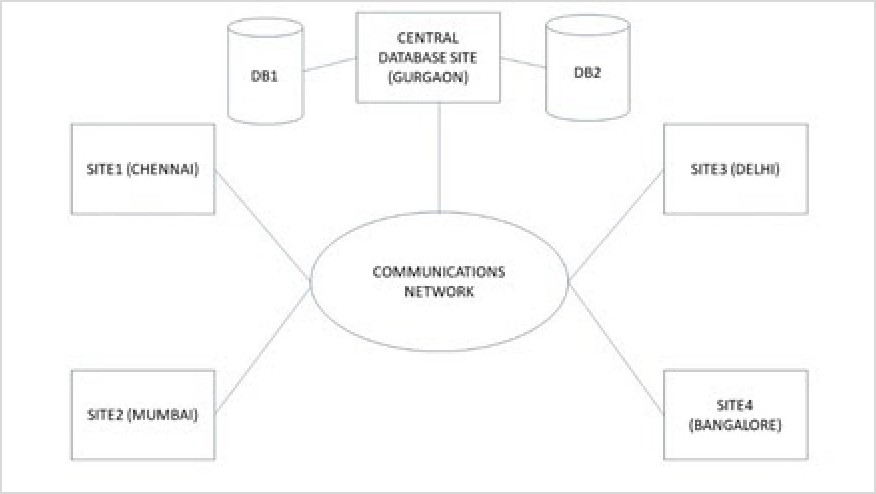 CENTRAL
DATABASE SITE
(GURGAON)
DB1
DB2
SITE1 (CHENNAI)
SITE3 (DELHI)
COMMUNICATIONS
NETWORK
SITE2 (MUMBAI)
SITE4
(BANGALORE)